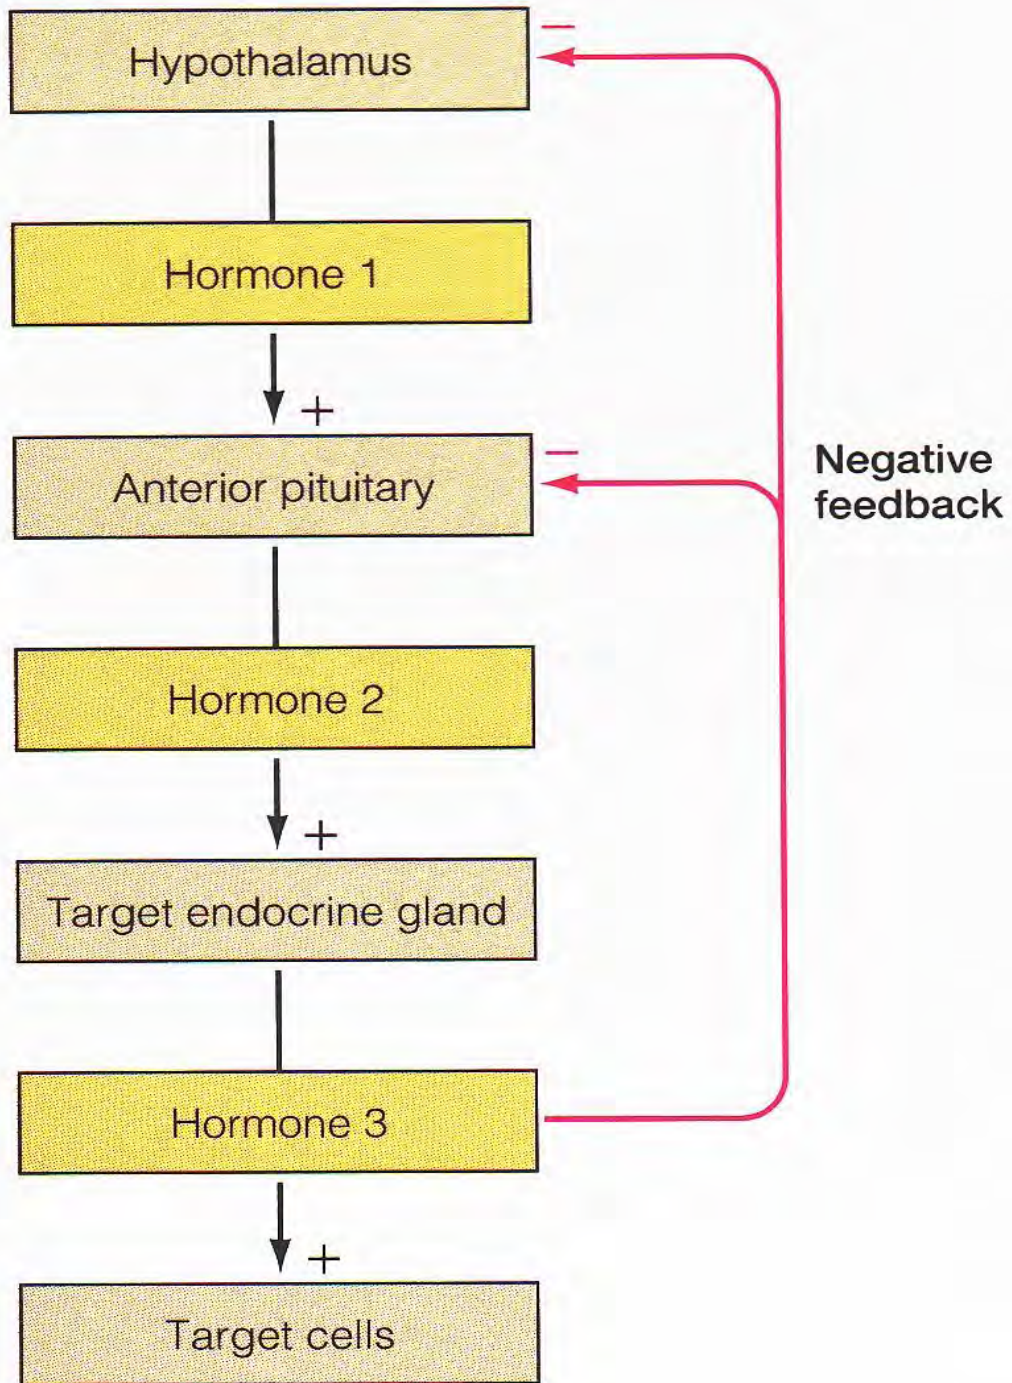 −
Hypothalamus
Hormone 1
+
−
Anterior pituitary
Negative
feedback
Hormone 2
+
Target endocrine gland
Hormone 3
+
Target cells